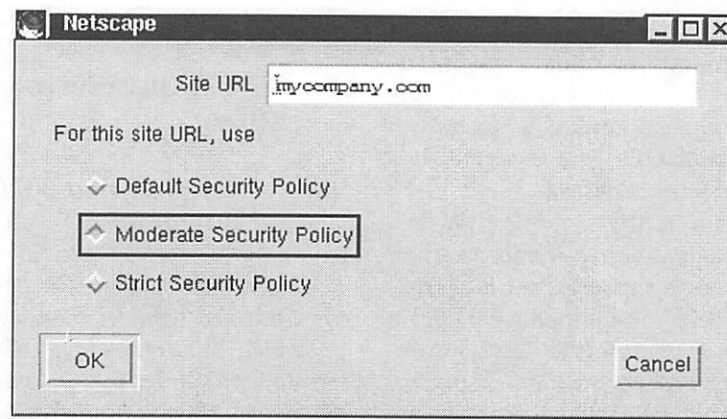 Netscape
Site URL mycompany.com
For this site URL, use
Default Security Policy
Moderate Security Policy
Strict Security Policy
OK Cancel